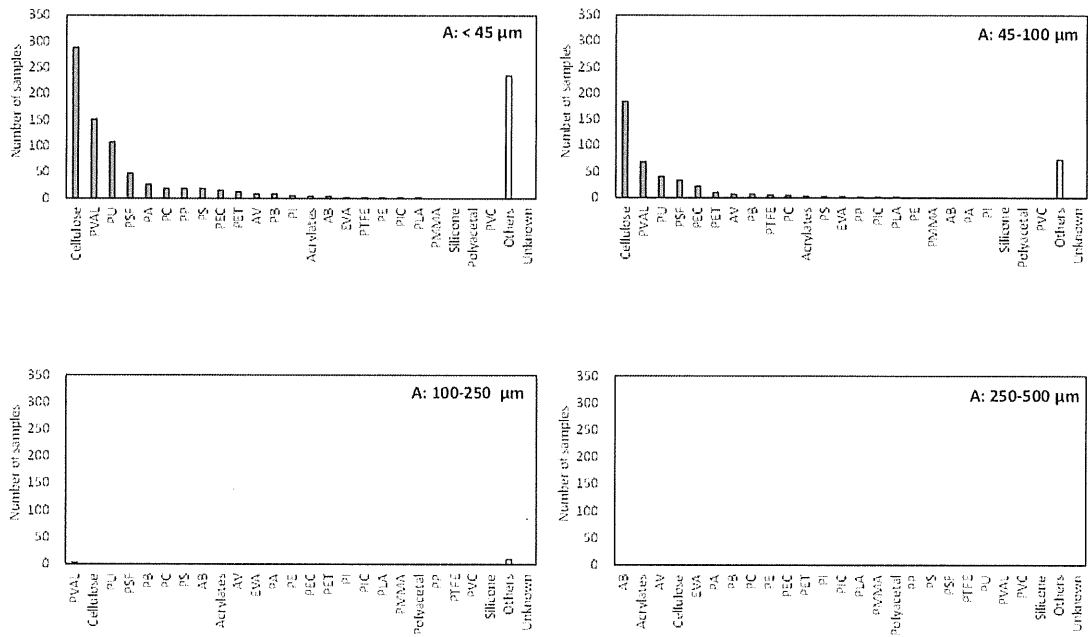 A: < 45 µm
Number of samples
350
300
250
200
150
100
50
0
Cellulose
PVAL
PU
PSF
PA
PC
PP
PS
PEC
PET
AV
PB
PI
Acrylates
AB
EVA
PTFE
PE
PIC
PLA
PMMA
Silicone
Polyacetal
PVC
Others
Unknown
A: 45-100 µm
Number of samples
350
300
250
200
150
100
50
0
Cellulose
PVAL
PU
PSF
PEC
PET
AV
PB
PTFE
PC
Acrylates
PS
EVA
PP
PIC
PLA
PE
PMMA
AB
PA
PI
Silicone
Polyacetal
PVC
Others
Unknown
A: 100-250 µm
Number of samples
350
300
250
200
150
100
50
0
PVAL
Cellulose
PU
PSF
PB
PC
PS
AB
Acrylates
AV
EVA
PA
PE
PEC
PET
PI
PIC
PLA
PMMA
Polyacetal
PP
PTFE
PVC
Silicone
Others
Unknown
A: 250-500 µm
Number of samples
350
300
250
200
150
100
50
0
AB
Acrylates
AV
Cellulose
EVA
PA
PB
PC
PE
PEC
PET
PI
PIC
PLA
PMMA
Polyacetal
PP
PS
PSF
PTFE
PU
PVAL
PVC
Silicone
Others
Unknown